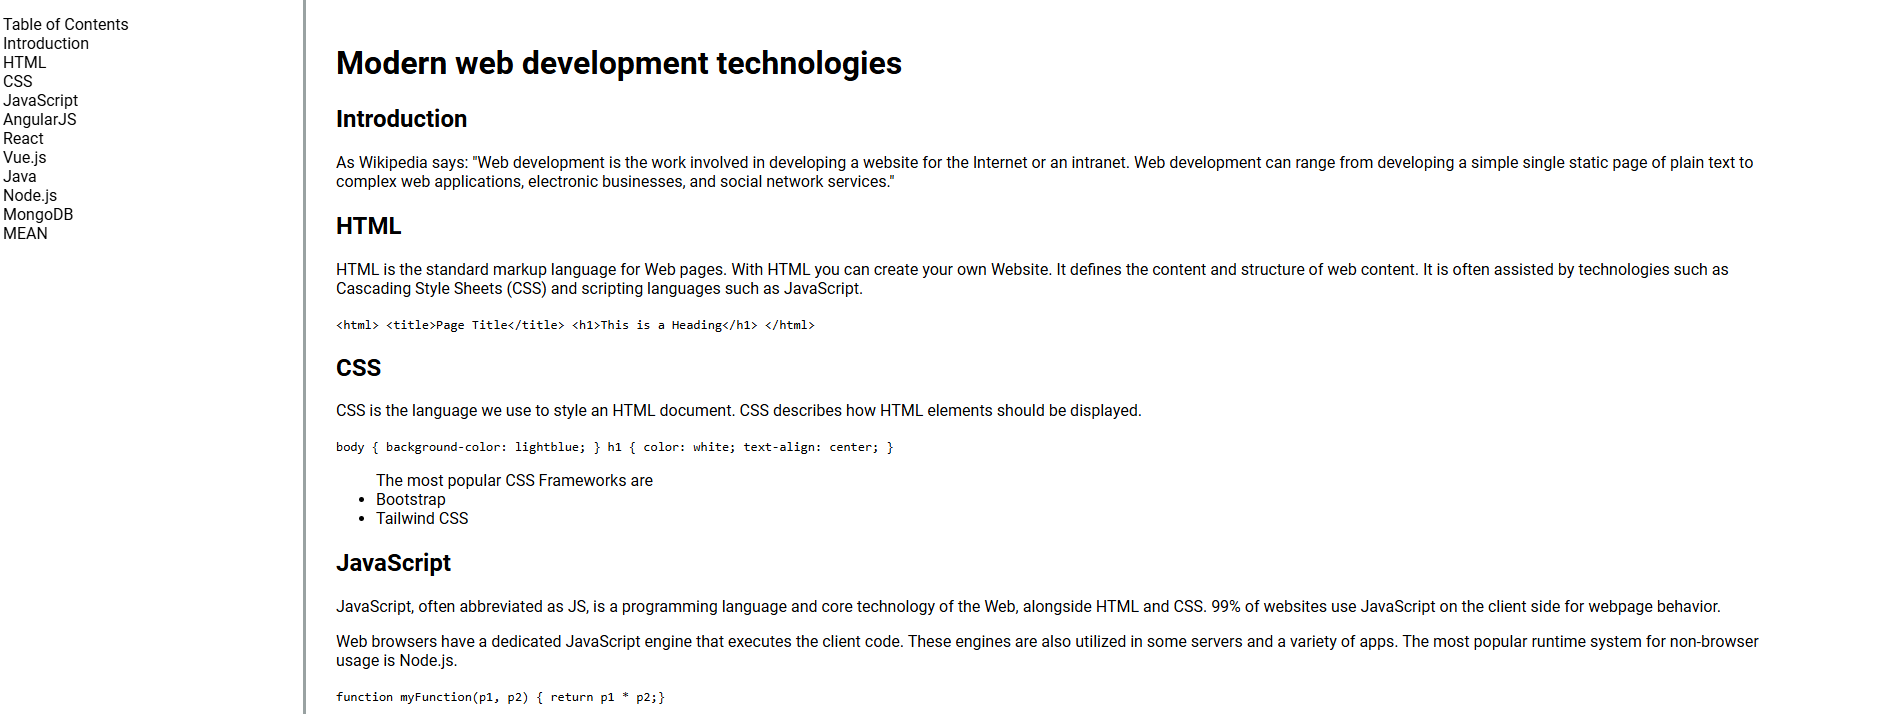 Table of Contents
Introduction
HTML
CSS
JavaScript
AngularJS
React
Vue.js
Java
Node.js
MongoDB
MEAN
Modern web development technologies
Introduction
As Wikipedia says: "Web development is the work involved in developing a website for the Internet or an intranet. Web development can range from developing a simple single static page of plain text to
complex web applications, electronic businesses, and social network services."
HTML
HTML is the standard markup language for Web pages. With HTML you can create your own Website. It defines the content and structure of web content. It is often assisted by technologies such as
Cascading Style Sheets (CSS) and scripting languages such as JavaScript.
<html> <title>Page Title</title> <h1>This is a Heading</h1> </html>
CSS
CSS is the language we use to style an HTML document. CSS describes how HTML elements should be displayed.
body { background-color: lightblue; } h1 { color: white; text-align: center; }
The most popular CSS Frameworks are
• Bootstrap
• Tailwind CSS
JavaScript
JavaScript, often abbreviated as JS, is a programming language and core technology of the Web, alongside HTML and CSS. 99% of websites use JavaScript on the client side for webpage behavior.
Web browsers have a dedicated JavaScript engine that executes the client code. These engines are also utilized in some servers and a variety of apps. The most popular runtime system for non-browser
usage is Node.js.
function myFunction(p1, p2) { return p1 * p2;}